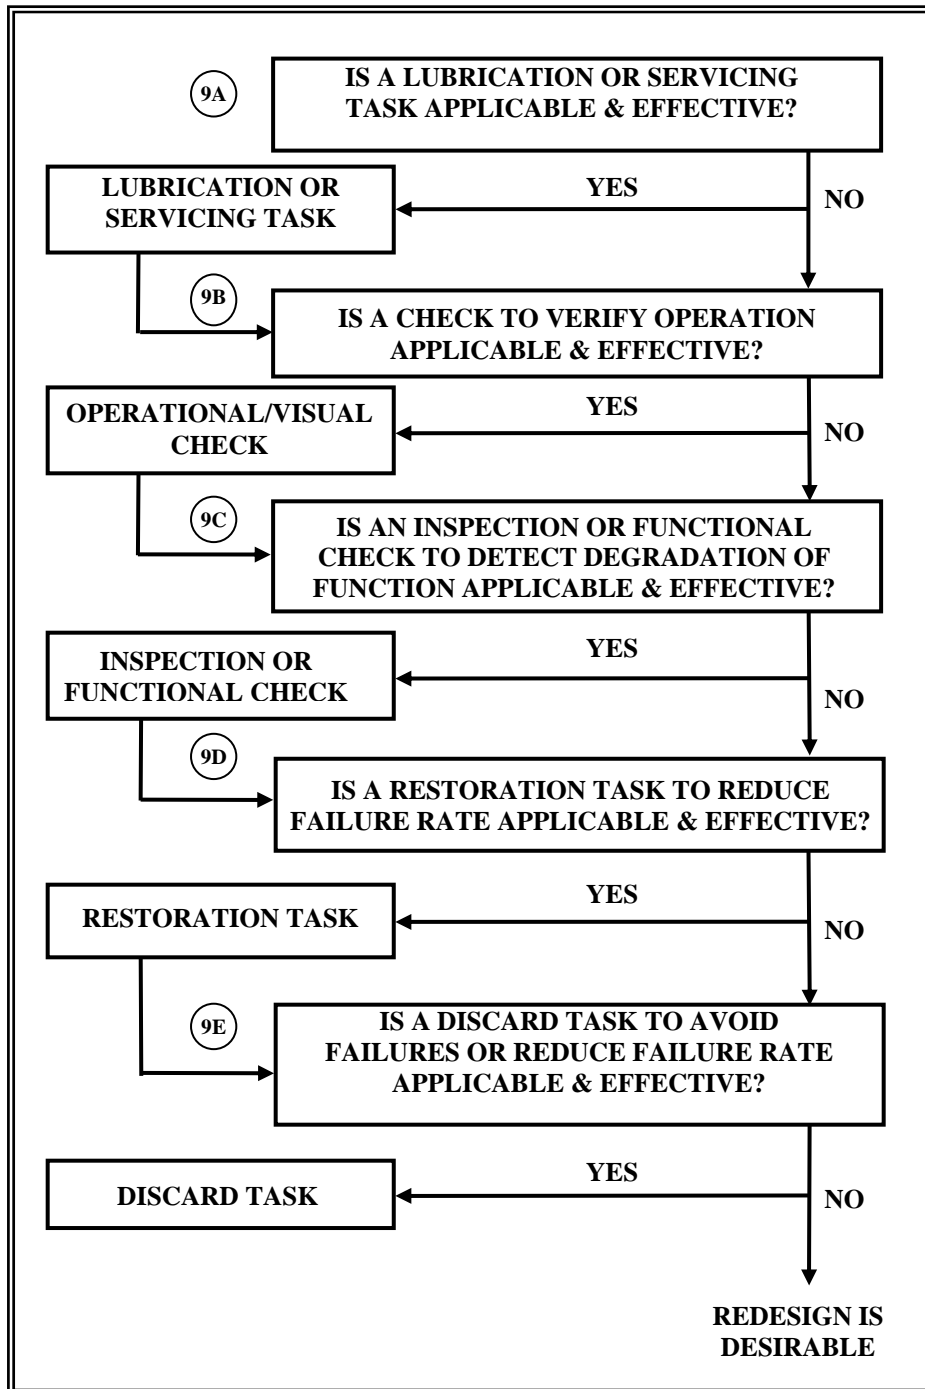 9A
IS A LUBRICATION OR SERVICING
TASK APPLICABLE & EFFECTIVE?
LUBRICATION OR
SERVICING TASK
YES
NO
9B
IS A CHECK TO VERIFY OPERATION
APPLICABLE & EFFECTIVE?
OPERATIONAL/VISUAL
CHECK
YES
NO
9C
IS AN INSPECTION OR FUNCTIONAL
CHECK TO DETECT DEGRADATION OF
FUNCTION APPLICABLE & EFFECTIVE?
INSPECTION OR
FUNCTIONAL CHECK
YES
NO
9D
IS A RESTORATION TASK TO REDUCE
FAILURE RATE APPLICABLE & EFFECTIVE?
RESTORATION TASK
YES
NO
9E
IS A DISCARD TASK TO AVOID
FAILURES OR REDUCE FAILURE RATE
APPLICABLE & EFFECTIVE?
DISCARD TASK
YES
NO
REDESIGN IS
DESIRABLE